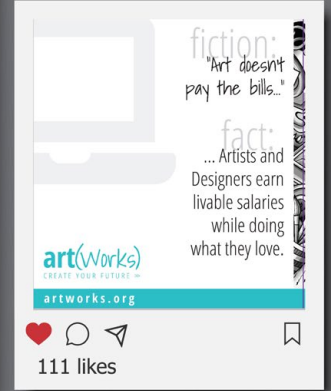 fiction:
"Art doesn't
pay the bills..."
fact:
... Artists and
Designers earn
livable salaries
while doing
what they love.
art(Works)
CREATE YOUR FUTURE
artworks.org
111 likes